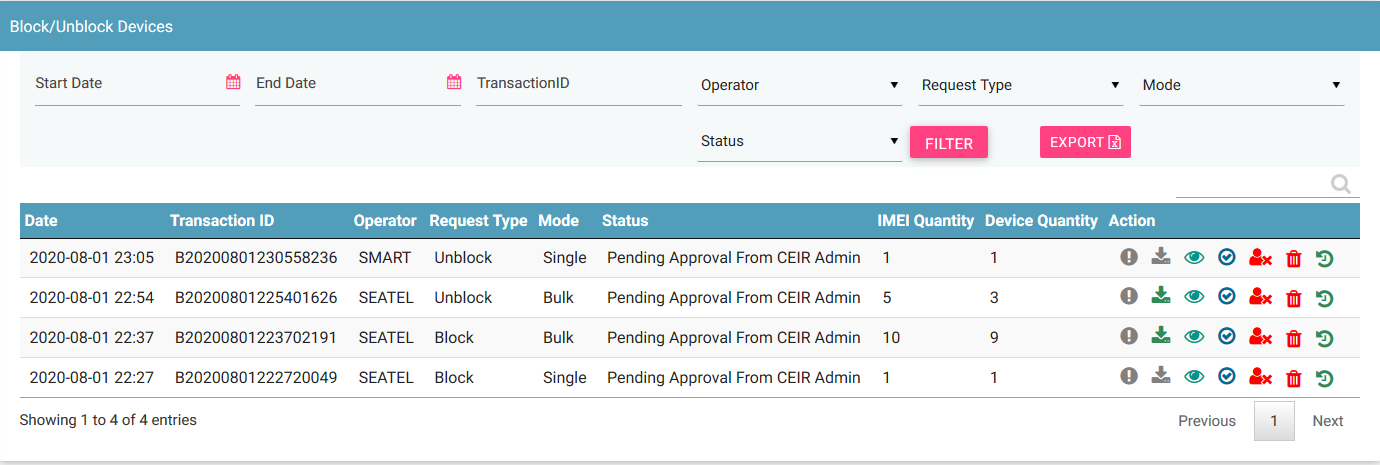 Block/Unblock Devices
Start Date End Date TransactionID Operator Request Type Mode
Status FILTER EXPORT
Date Transaction ID Operator Request Type Mode Status IMEI Quantity Device Quantity Action
2020-08-01 23:05 B20200801230558236 SMART Unblock Single Pending Approval From CEIR Admin 1 1
2020-08-01 22:54 B20200801225401626 SEATEL Unblock Bulk Pending Approval From CEIR Admin 5 3
2020-08-01 22:37 B20200801223702191 SEATEL Block Bulk Pending Approval From CEIR Admin 10 9
2020-08-01 22:27 B20200801222720049 SEATEL Block Single Pending Approval From CEIR Admin 1 1
Showing 1 to 4 of 4 entries Previous 1 Next